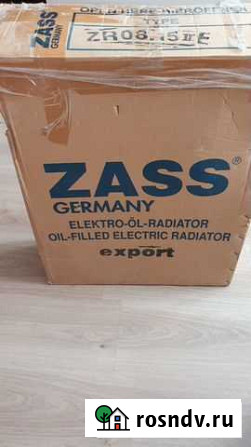 TYPE
ZASS
GERMANY
ZASS®
GERMANY
ELEKTRO-ÖL-RADIATOR
OIL-FILLED ELECTRIC RADIATOR
export
rosndv.ru